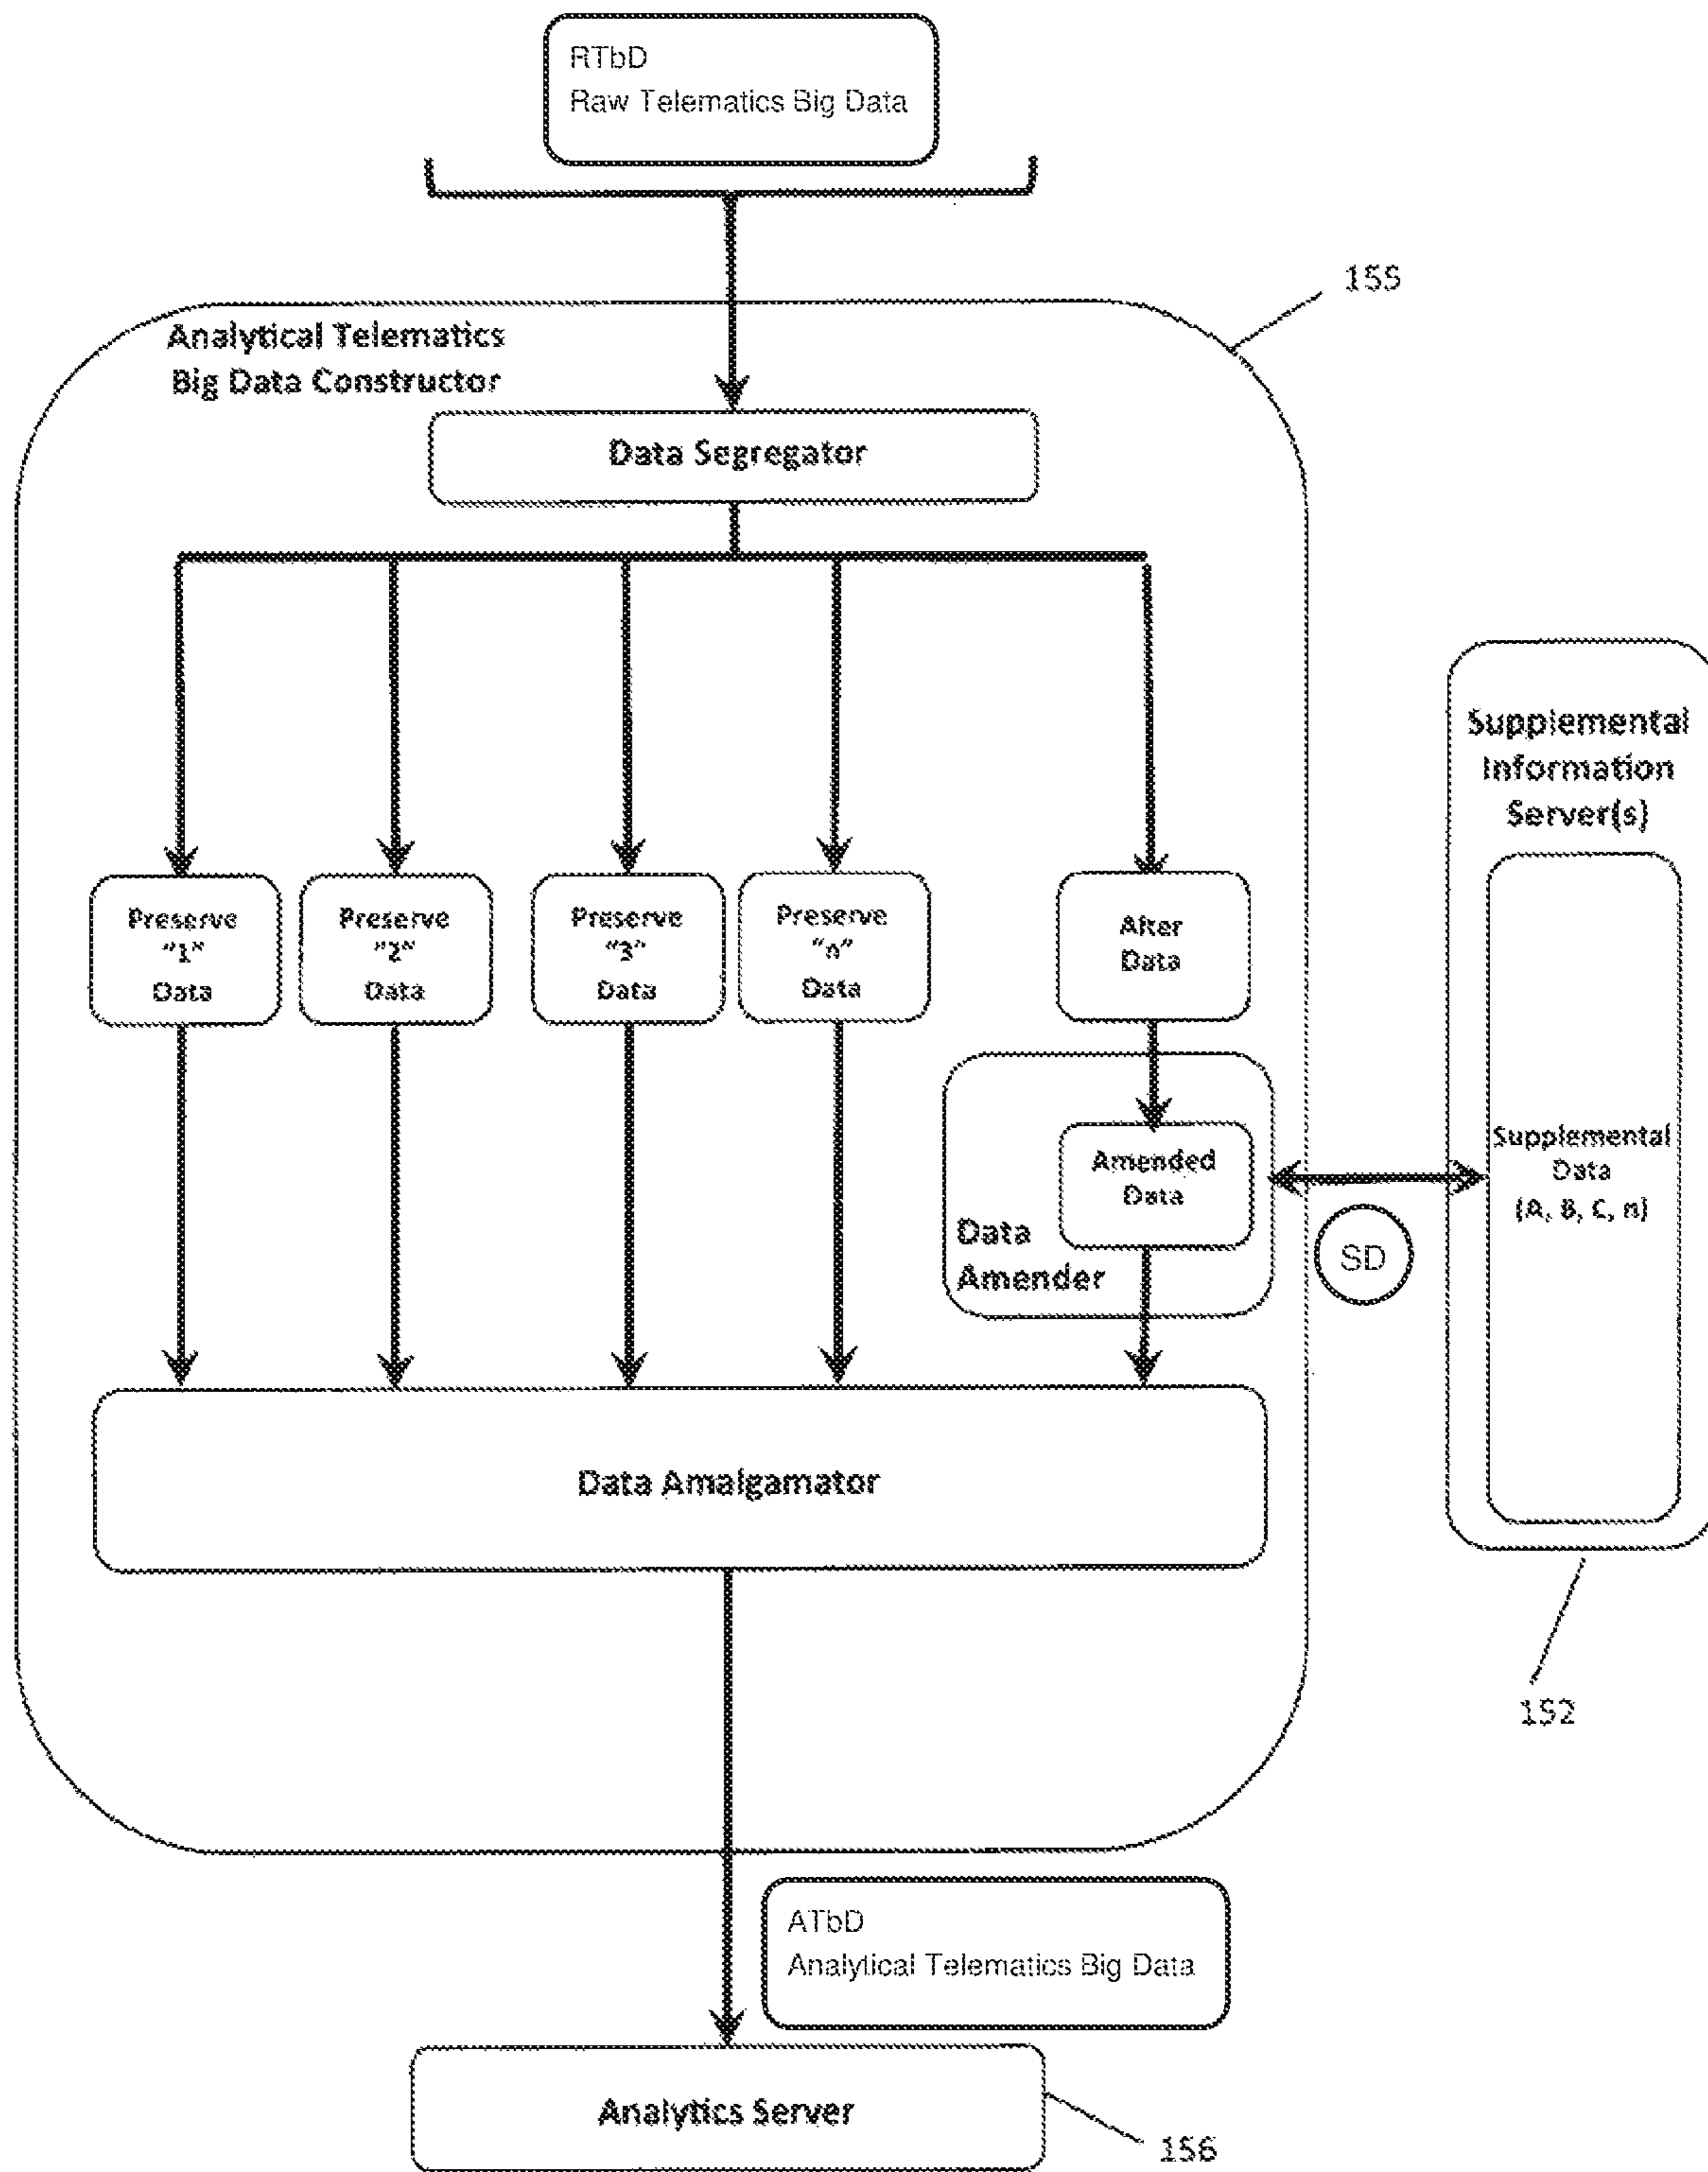 RTbD
Raw Telematics Big Data
155
Analytical Telematics
Big Data Constructor
Data Segregator
Supplemental
Information
Server(s)
Preserve
"1"
Data
Preserve
"2"
Data
Preserve
"3"
Data
Preserve
"n"
Data
Alter
Data
Amended
Data
Data
Amender
SD
Supplemental
Data
(A, B, C, n)
Data Amalgamator
152
ATbD
Analytical Telematics Big Data
Analytics Server
156